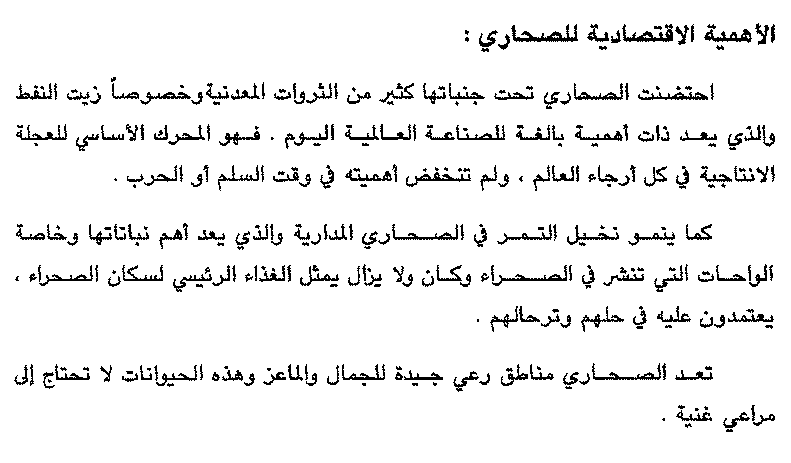 الأهمية الاقتصادية للصحاري :
احتضنت الصحاري تحت جنباتها كثير من الثروات المعدنية وخصوصاً زيت النفط
والذي يعد ذات أهمية بالغة للصناعة العالمية اليوم . فهو المحرك الأساسي للعجلة
الانتاجية في كل أرجاء العالم ، ولم تنخفض أهميته في وقت السلم أو الحرب .
كما ينمو نخيل التمر في الصحاري المدارية والذي يعد أهم نباتاتها وخاصة
الواحات التي تنشر في الصحراء وكان ولا يزال يمثل الغذاء الرئيسي لسكان الصحراء ،
يعتمدون عليه في حلهم وترحالهم .
تعد الصحاري مناطق رعي جيدة للجمال والماعز وهذه الحيوانات لا تحتاج إلى
مراعي غنية .